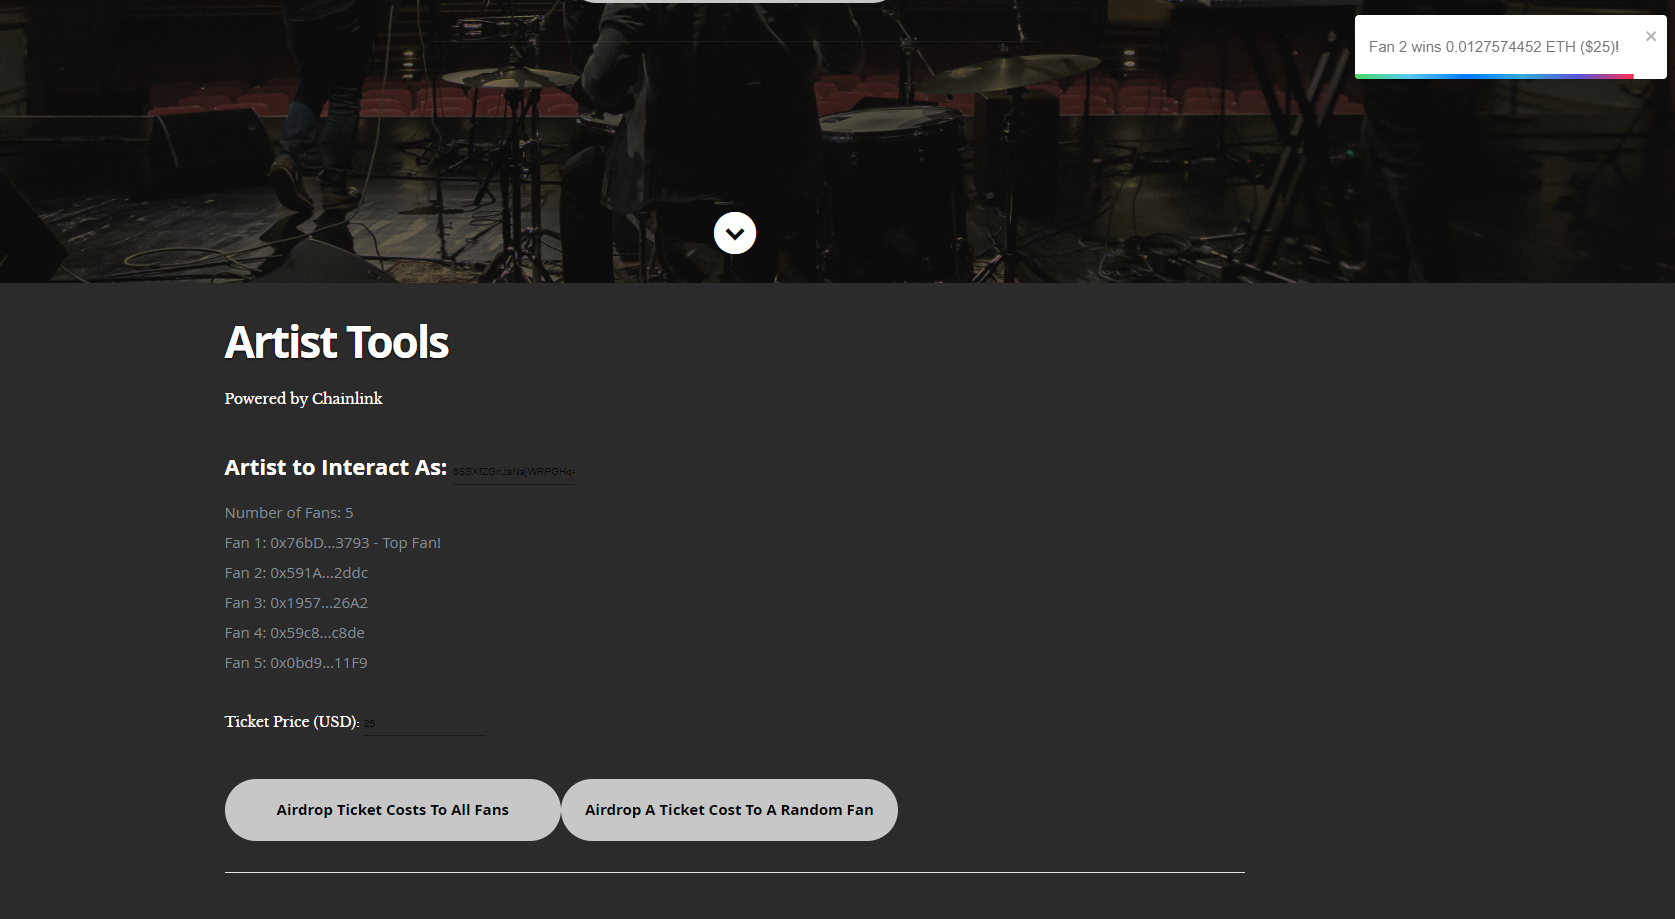 Fan 2 wins 0.0127574452 ETH ($25)!
Artist Tools
Powered by Chainlink
Artist to Interact As: 6SSXfZGnJaNajWRPGHq4
Number of Fans: 5
Fan 1: 0x76bD...3793 - Top Fan!
Fan 2: 0x591A...2ddc
Fan 3: 0x1957...26A2
Fan 4: 0x59c8...c8de
Fan 5: 0x0bd9...11F9
Ticket Price (USD): 25
Airdrop Ticket Costs To All Fans
Airdrop A Ticket Cost To A Random Fan